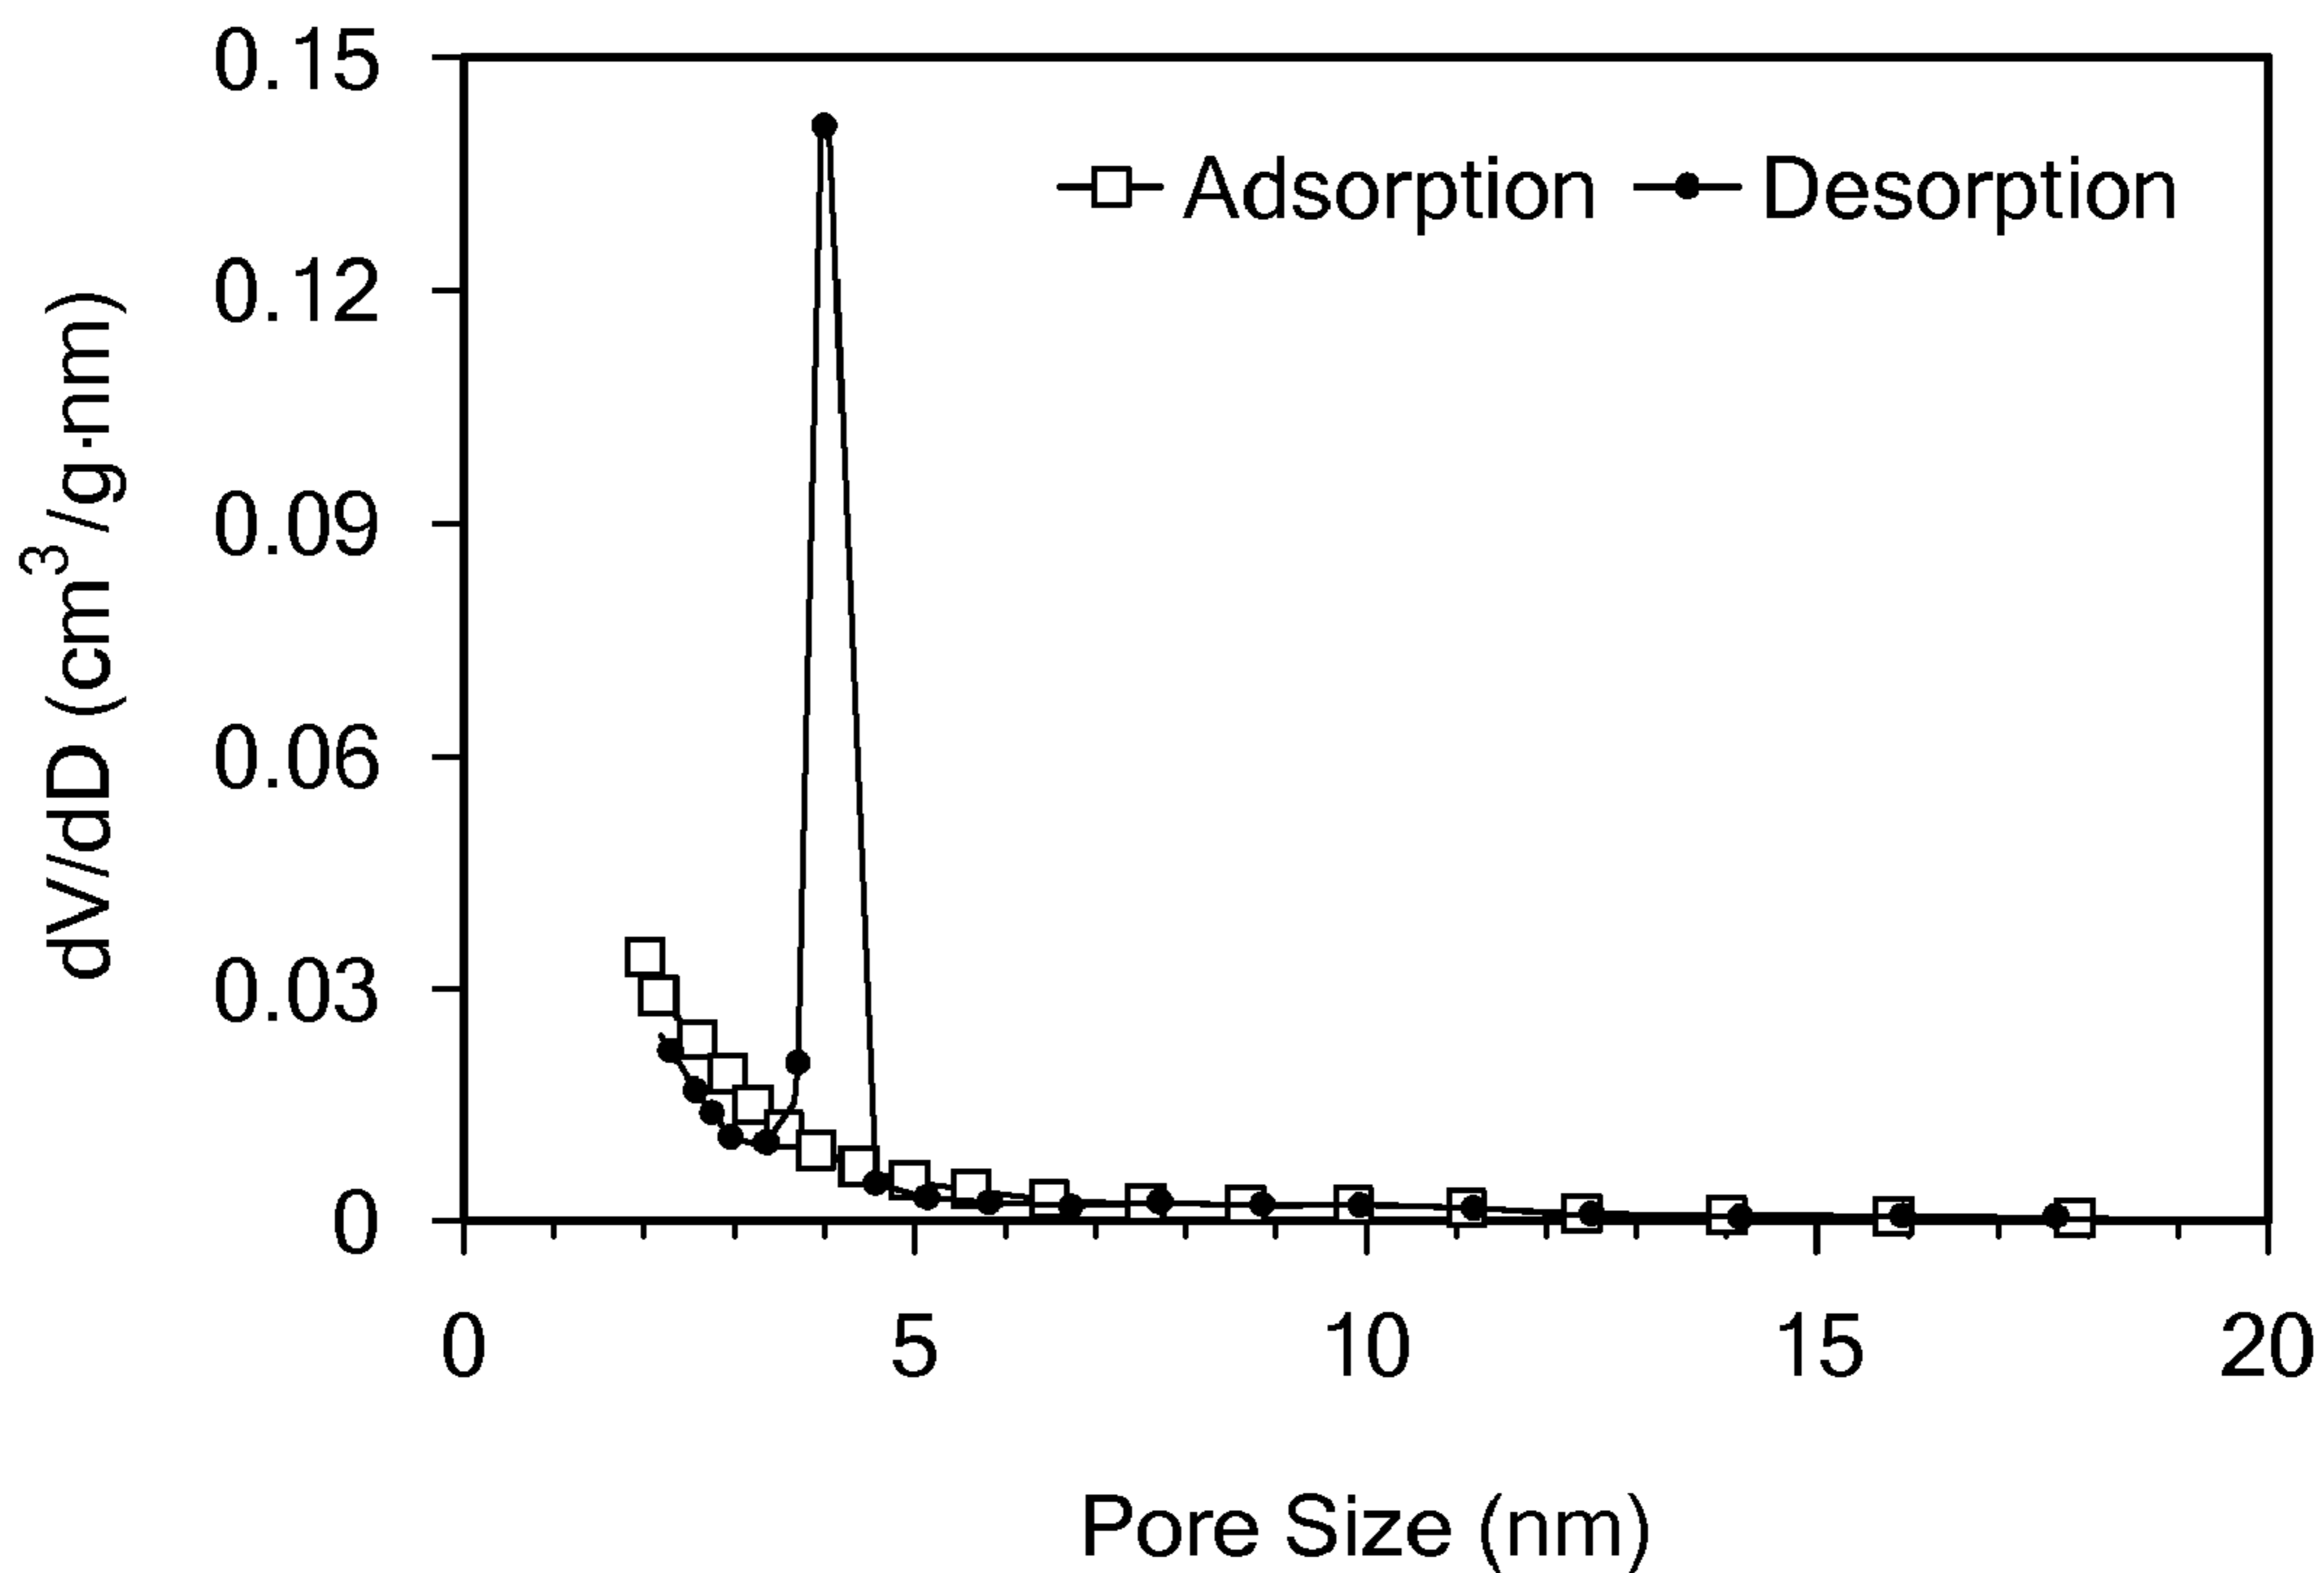 0.15
0.12
0.09
0.06
0.03
0
dV//dD (cm³/g·nm)
Adsorption Desorption
0 5 10 15 20
Pore Size (nm)